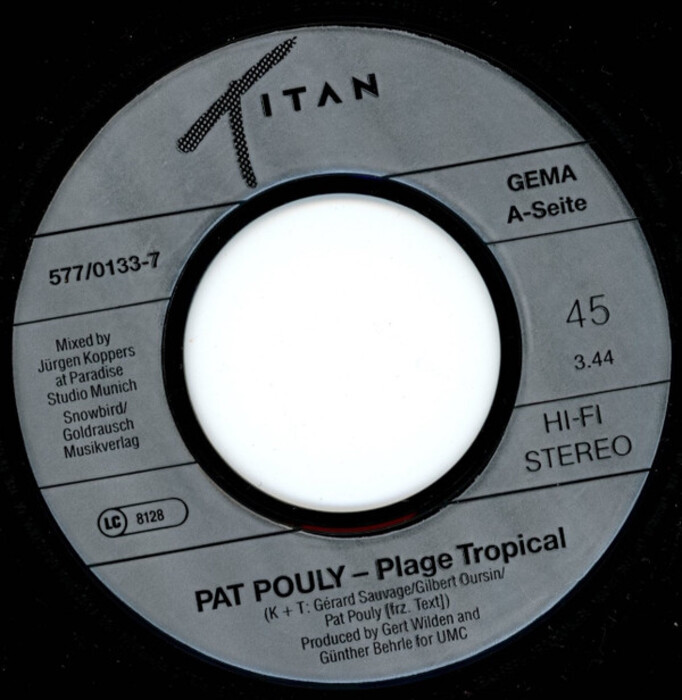 TITAN
GEMA
A-Seite
577/0133-7
45
3.44
Mixed by
Jürgen Koppers
at Paradise
Studio Munich
Snowbird/
Goldrausch
Musikverlag
HI-FI
STEREO
LC 8128
PAT POULY – Plage Tropical
(K + T: Gérard Sauvage/Gilbert Oursin/
Pat Pouly [frz. Text])
Produced by Gert Wilden and
Günther Behrle for UMC